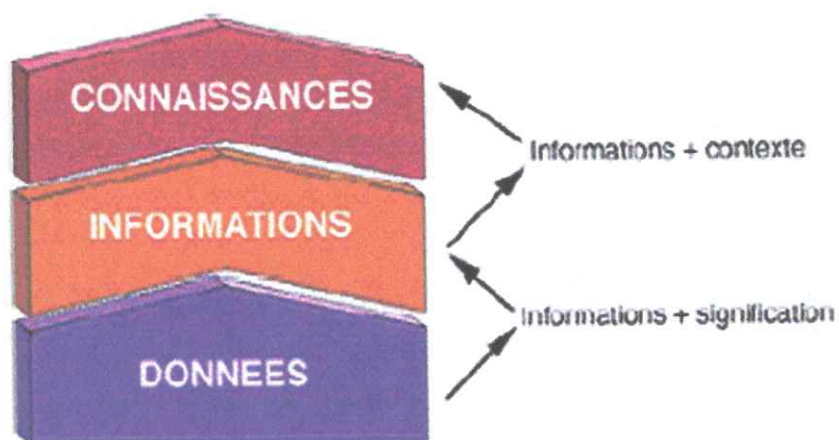 CONNAISSANCES
Informations + contexte
INFORMATIONS
Informations + signification
DONNEES